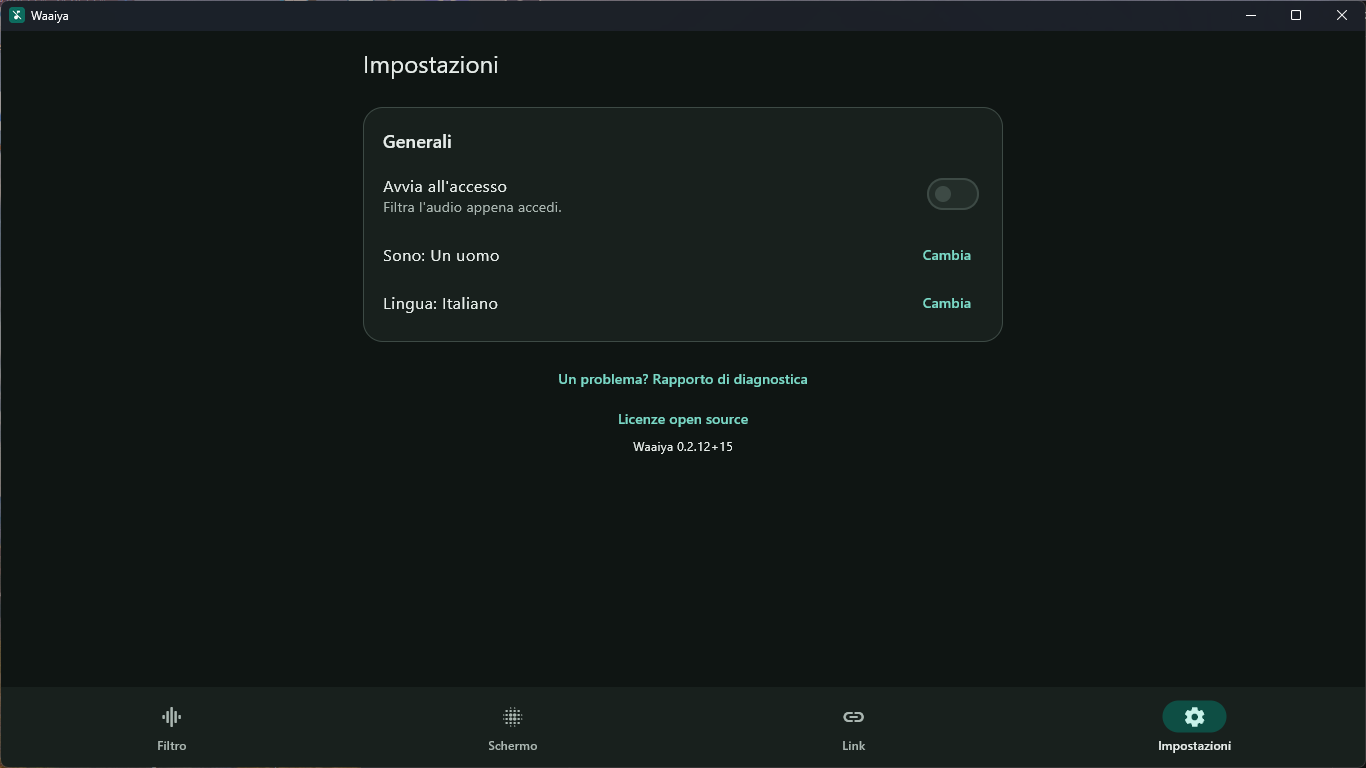 Waaiya
Impostazioni
Generali
Avvia all'accesso
Filtra l'audio appena accedi.
Sono: Un uomo
Cambia
Lingua: Italiano
Cambia
Un problema? Rapporto di diagnostica
Licenze open source
Waaiya 0.2.12+15
Filtro
Schermo
Link
Impostazioni